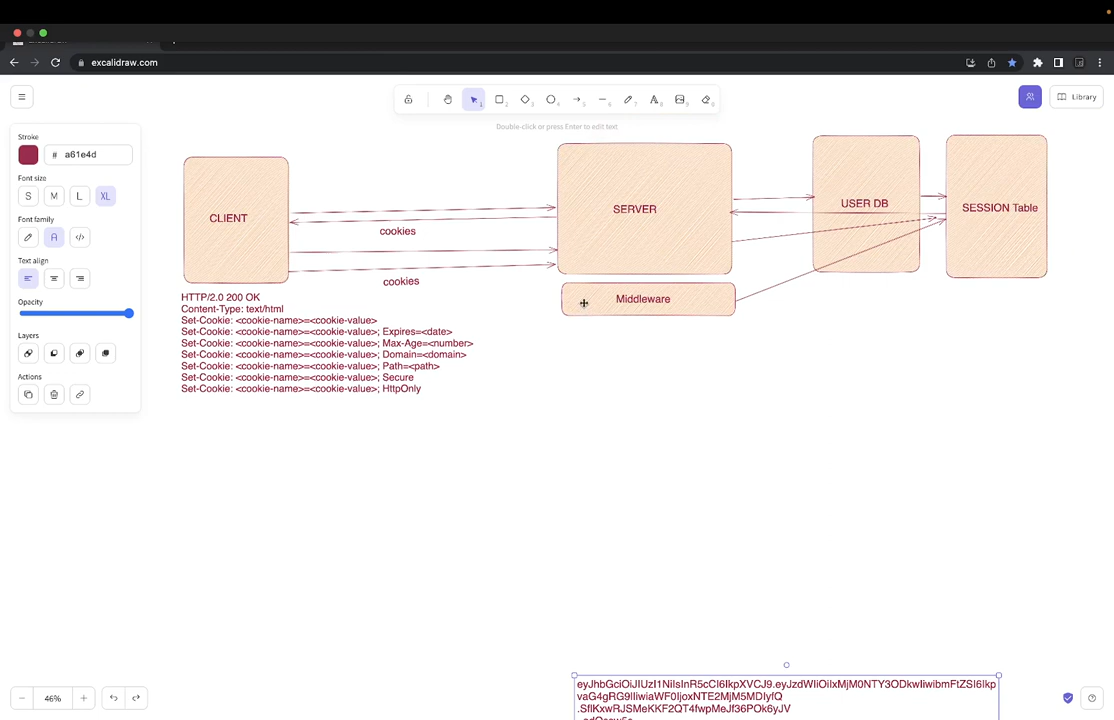 excalidraw.com
Library
Double-click or press Enter to edit text
Stroke
# a61e4d
Font size
S M L XL
Font family
A </>
Text align
Opacity
Layers
Actions
CLIENT
SERVER
USER DB
SESSION Table
cookies
cookies
Middleware
HTTP/2.0 200 OK
Content-Type: text/html
Set-Cookie: <cookie-name>=<cookie-value>
Set-Cookie: <cookie-name>=<cookie-value>; Expires=<date>
Set-Cookie: <cookie-name>=<cookie-value>; Max-Age=<number>
Set-Cookie: <cookie-name>=<cookie-value>; Domain=<domain>
Set-Cookie: <cookie-name>=<cookie-value>; Path=<path>
Set-Cookie: <cookie-name>=<cookie-value>; Secure
Set-Cookie: <cookie-name>=<cookie-value>; HttpOnly
eyJhbGciOiJIUzI1NiIsInR5cCI6IkpXVCJ9.eyJzdWIiOiIxMjM0NTY3ODkwIiwibmFtZSI6Ikp
vaG4gRG9lIiwiaWF0IjoxNTE2MjM5MDIyfQ
.SflKxwRJSMeKKF2QT4fwpMeJf36POk6yJV
46%